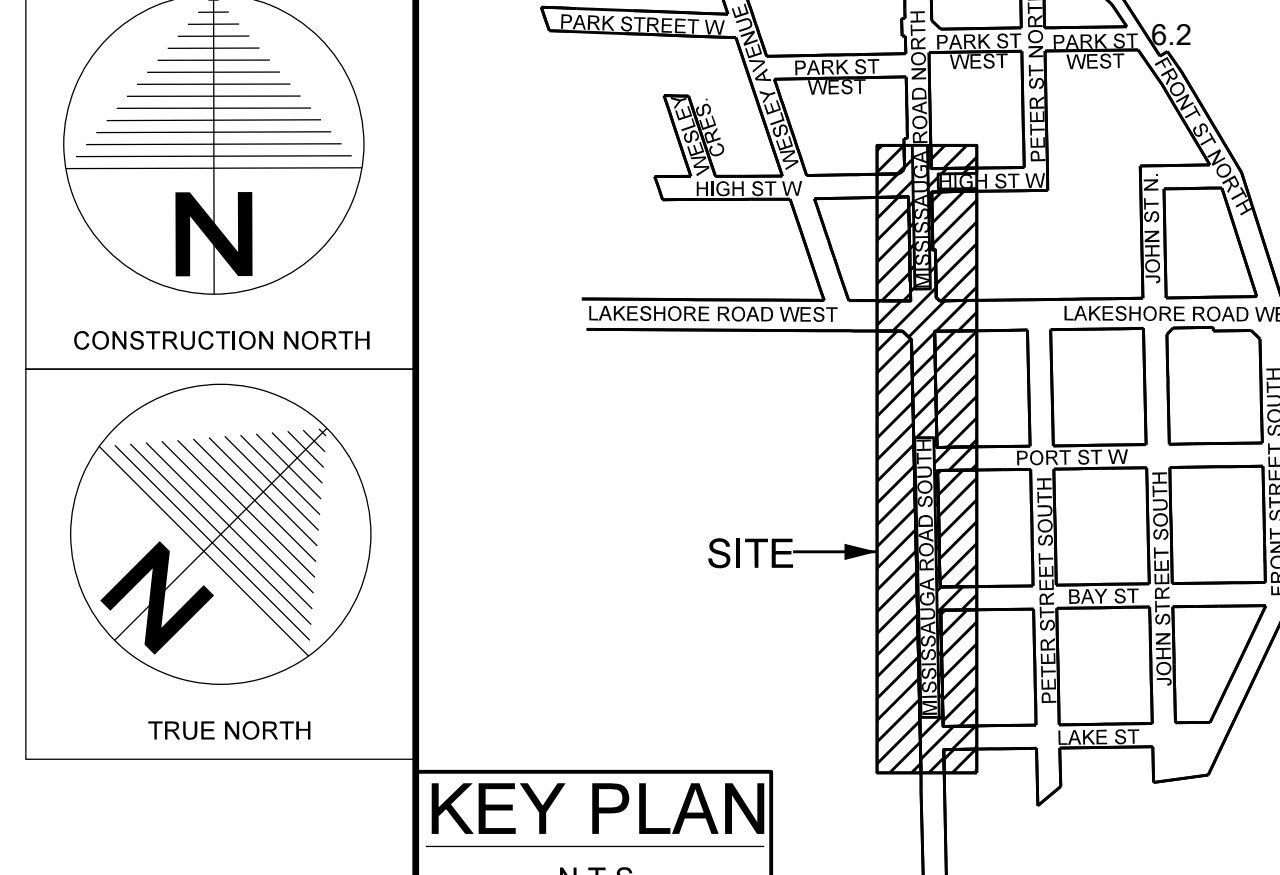 N
CONSTRUCTION NORTH
N
TRUE NORTH
PARK STREET W
WESLEY AVENUE
PARK ST
WEST
MISSISSAUGA ROAD NORTH
PARK ST
WEST
PETER ST NORTH
PARK ST
WEST
6.2
FRONT ST NORTH
WESLEY
CRES.
WESLEY
HIGH ST W
HIGH ST W
MISSISSAUGA
JOHN ST N.
LAKESHORE ROAD WEST
LAKESHORE ROAD WE
PORT ST W
FRONT STREET SOUTH
SITE
MISSISSAUGA ROAD SOUTH
PETER STREET SOUTH
BAY ST
JOHN STREET SOUTH
LAKE ST
KEY PLAN
N.T.S.